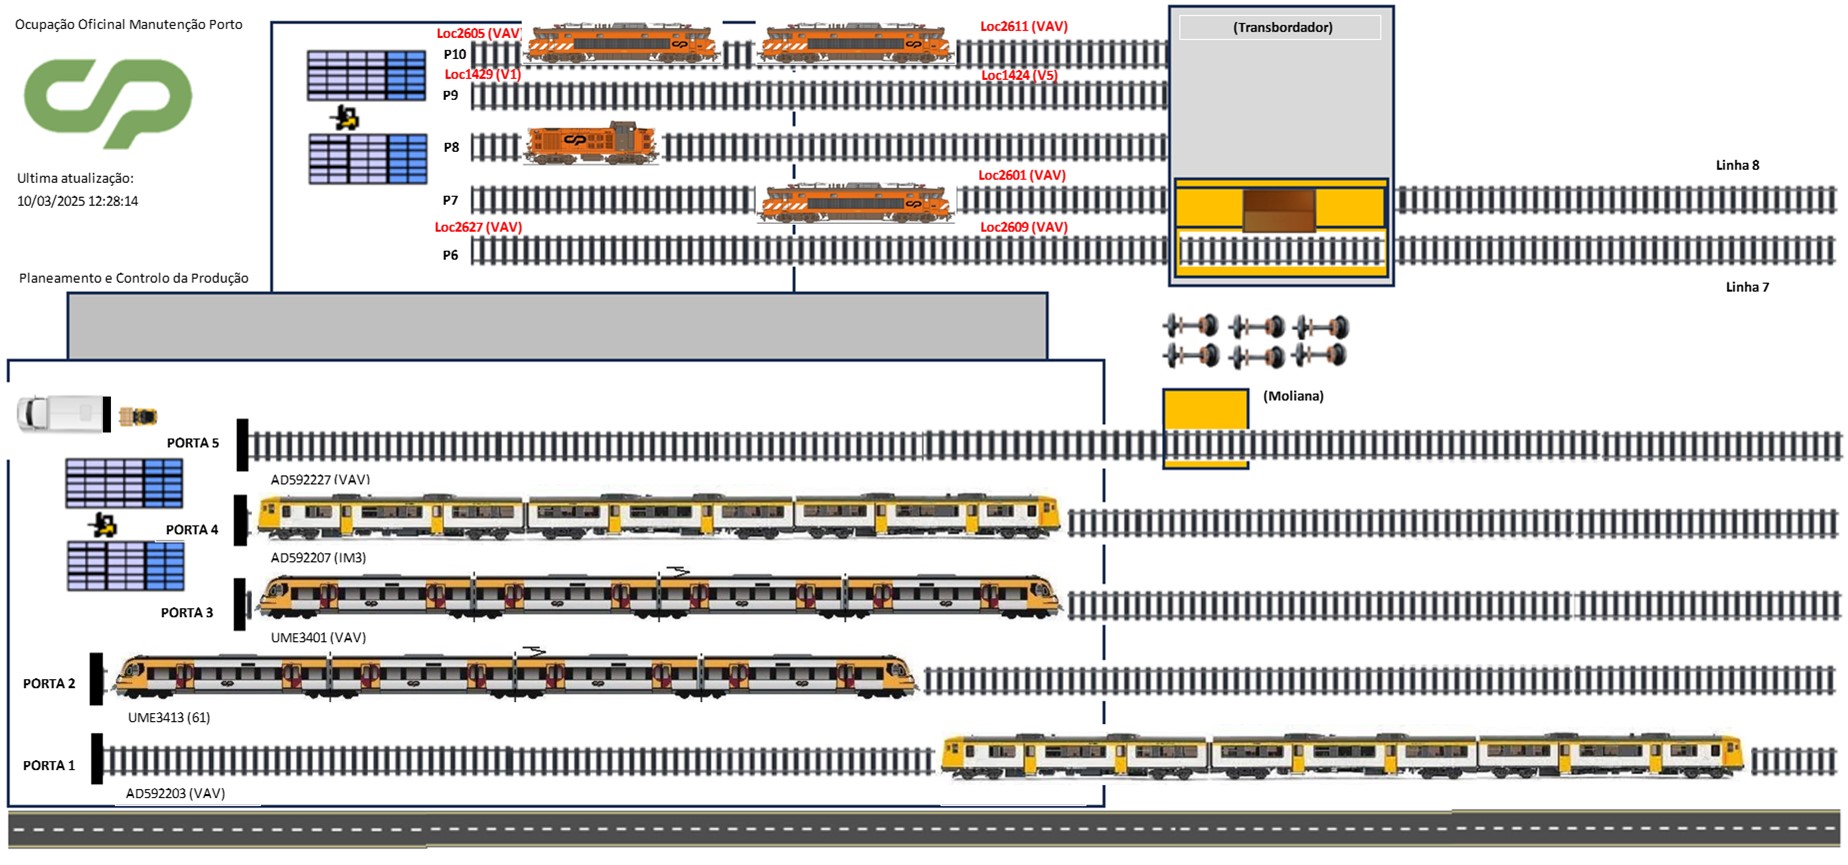 Ocupação Oficinal Manutenção Porto
CP
Ultima atualização:
10/03/2025 12:28:14
Planeamento e Controlo da Produção
Loc2605 (VAV)
Loc2611 (VAV)
P10
Loc1429 (V1)
Loc1424 (V5)
P9
P8
Loc2601 (VAV)
P7
Loc2627 (VAV)
Loc2609 (VAV)
P6
(Transbordador)
Linha 8
Linha 7
(Moliana)
PORTA 5
AD592227 (VAV)
PORTA 4
AD592207 (IM3)
PORTA 3
UME3401 (VAV)
PORTA 2
UME3413 (61)
PORTA 1
AD592203 (VAV)